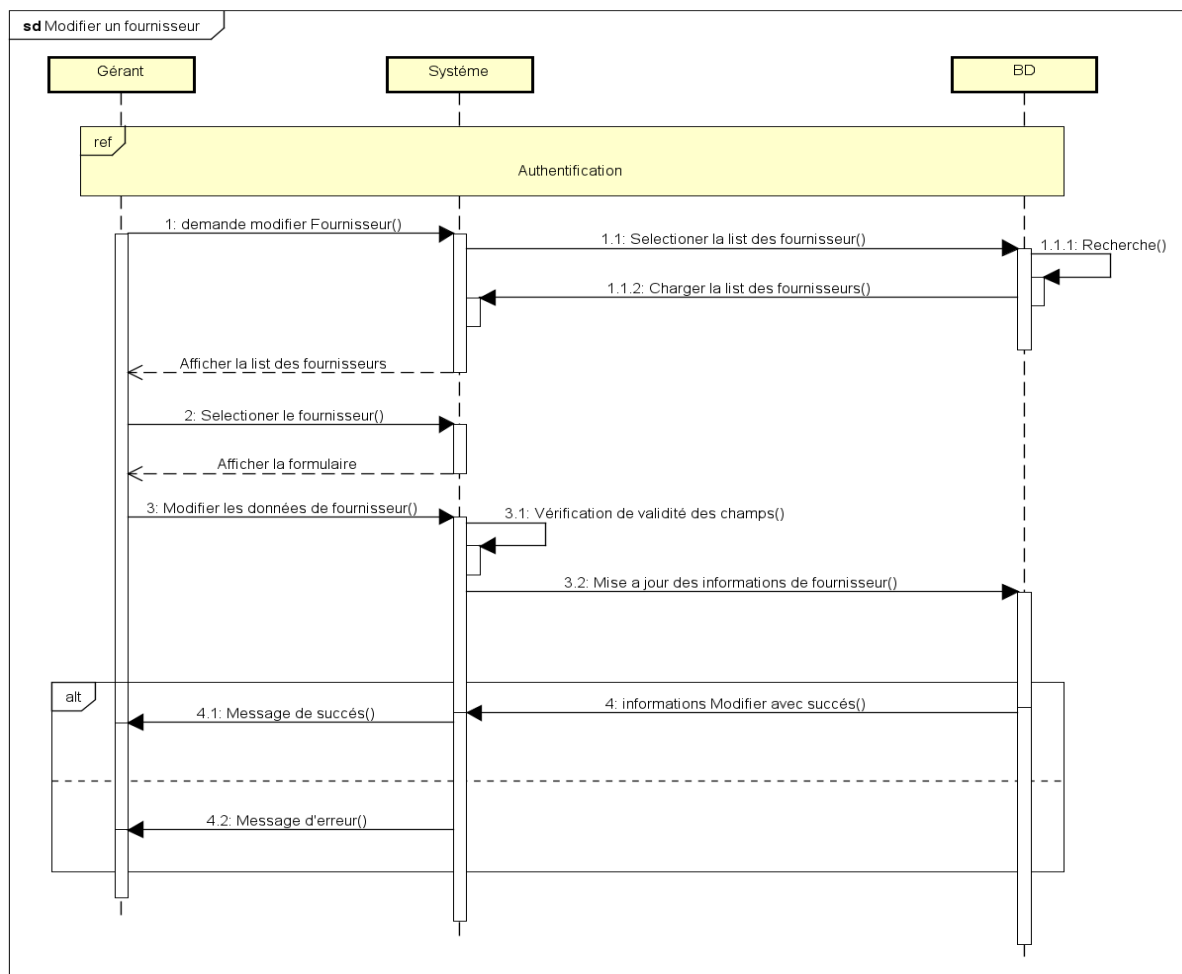 sd Modifier un fournisseur
Gérant
Systéme
BD
ref
Authentification
1: demande modifier Fournisseur()
1.1: Selectioner la list des fournisseur()
1.1.1: Recherche()
1.1.2: Charger la list des fournisseurs()
Afficher la list des fournisseurs
2: Selectioner le fournisseur()
Afficher la formulaire
3: Modifier les données de fournisseur()
3.1: Vérification de validité des champs()
3.2: Mise a jour des informations de fournisseur()
alt
4: informations Modifier avec succés()
4.1: Message de succés()
4.2: Message d'erreur()